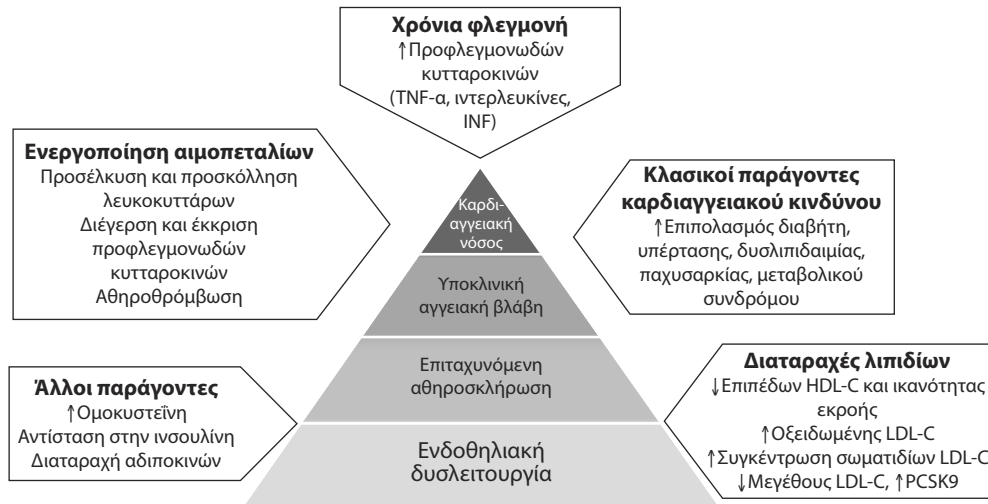 Χρόνια φλεγμονή
↑Προφλεγμονωδών
κυτταροκινών
(TNF-α, ιντερλευκίνες,
INF)
Ενεργοποίηση αιμοπεταλίων
Προσέλκυση και προσκόλληση
λευκοκυττάρων
Διέγερση και έκκριση
προφλεγμονωδών
κυτταροκινών
Αθηροθρόμβωση
Κλασικοί παράγοντες
καρδιαγγειακού κινδύνου
↑Επιπολασμός διαβήτη,
υπέρτασης, δυσλιπιδαιμίας,
παχυσαρκίας, μεταβολικού
συνδρόμου
Καρδι-
αγγειακή
νόσος
Υποκλινική
αγγειακή βλάβη
Επιταχυνόμενη
αθηροσκλήρωση
Ενδοθηλιακή
δυσλειτουργία
Άλλοι παράγοντες
↑Ομοκυστεΐνη
Αντίσταση στην ινσουλίνη
Διαταραχή αδιποκινών
Διαταραχές λιπιδίων
↓Επιπέδων HDL-C και ικανότητας
εκροής
↑Οξειδωμένης LDL-C
↑Συγκέντρωση σωματιδίων LDL-C
↓Μεγέθους LDL-C, ↑PCSK9